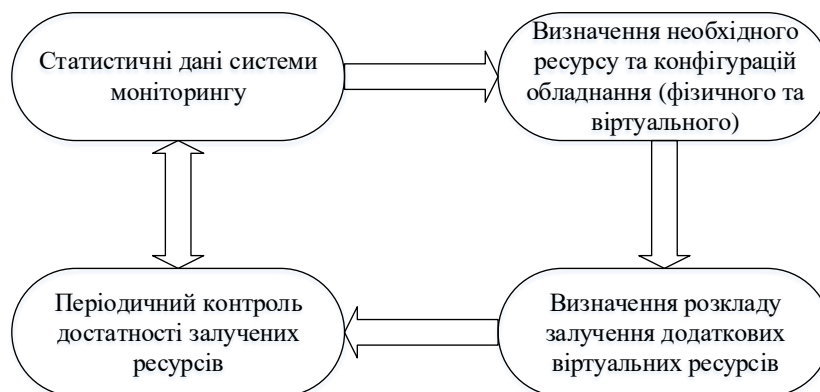 Статистичні дані системи
моніторингу
Визначення необхідного
ресурсу та конфігурацій
обладнання (фізичного та
віртуального)
Періодичний контроль
достатності залучених
ресурсів
Визначення розкладу
залучення додаткових
віртуальних ресурсів